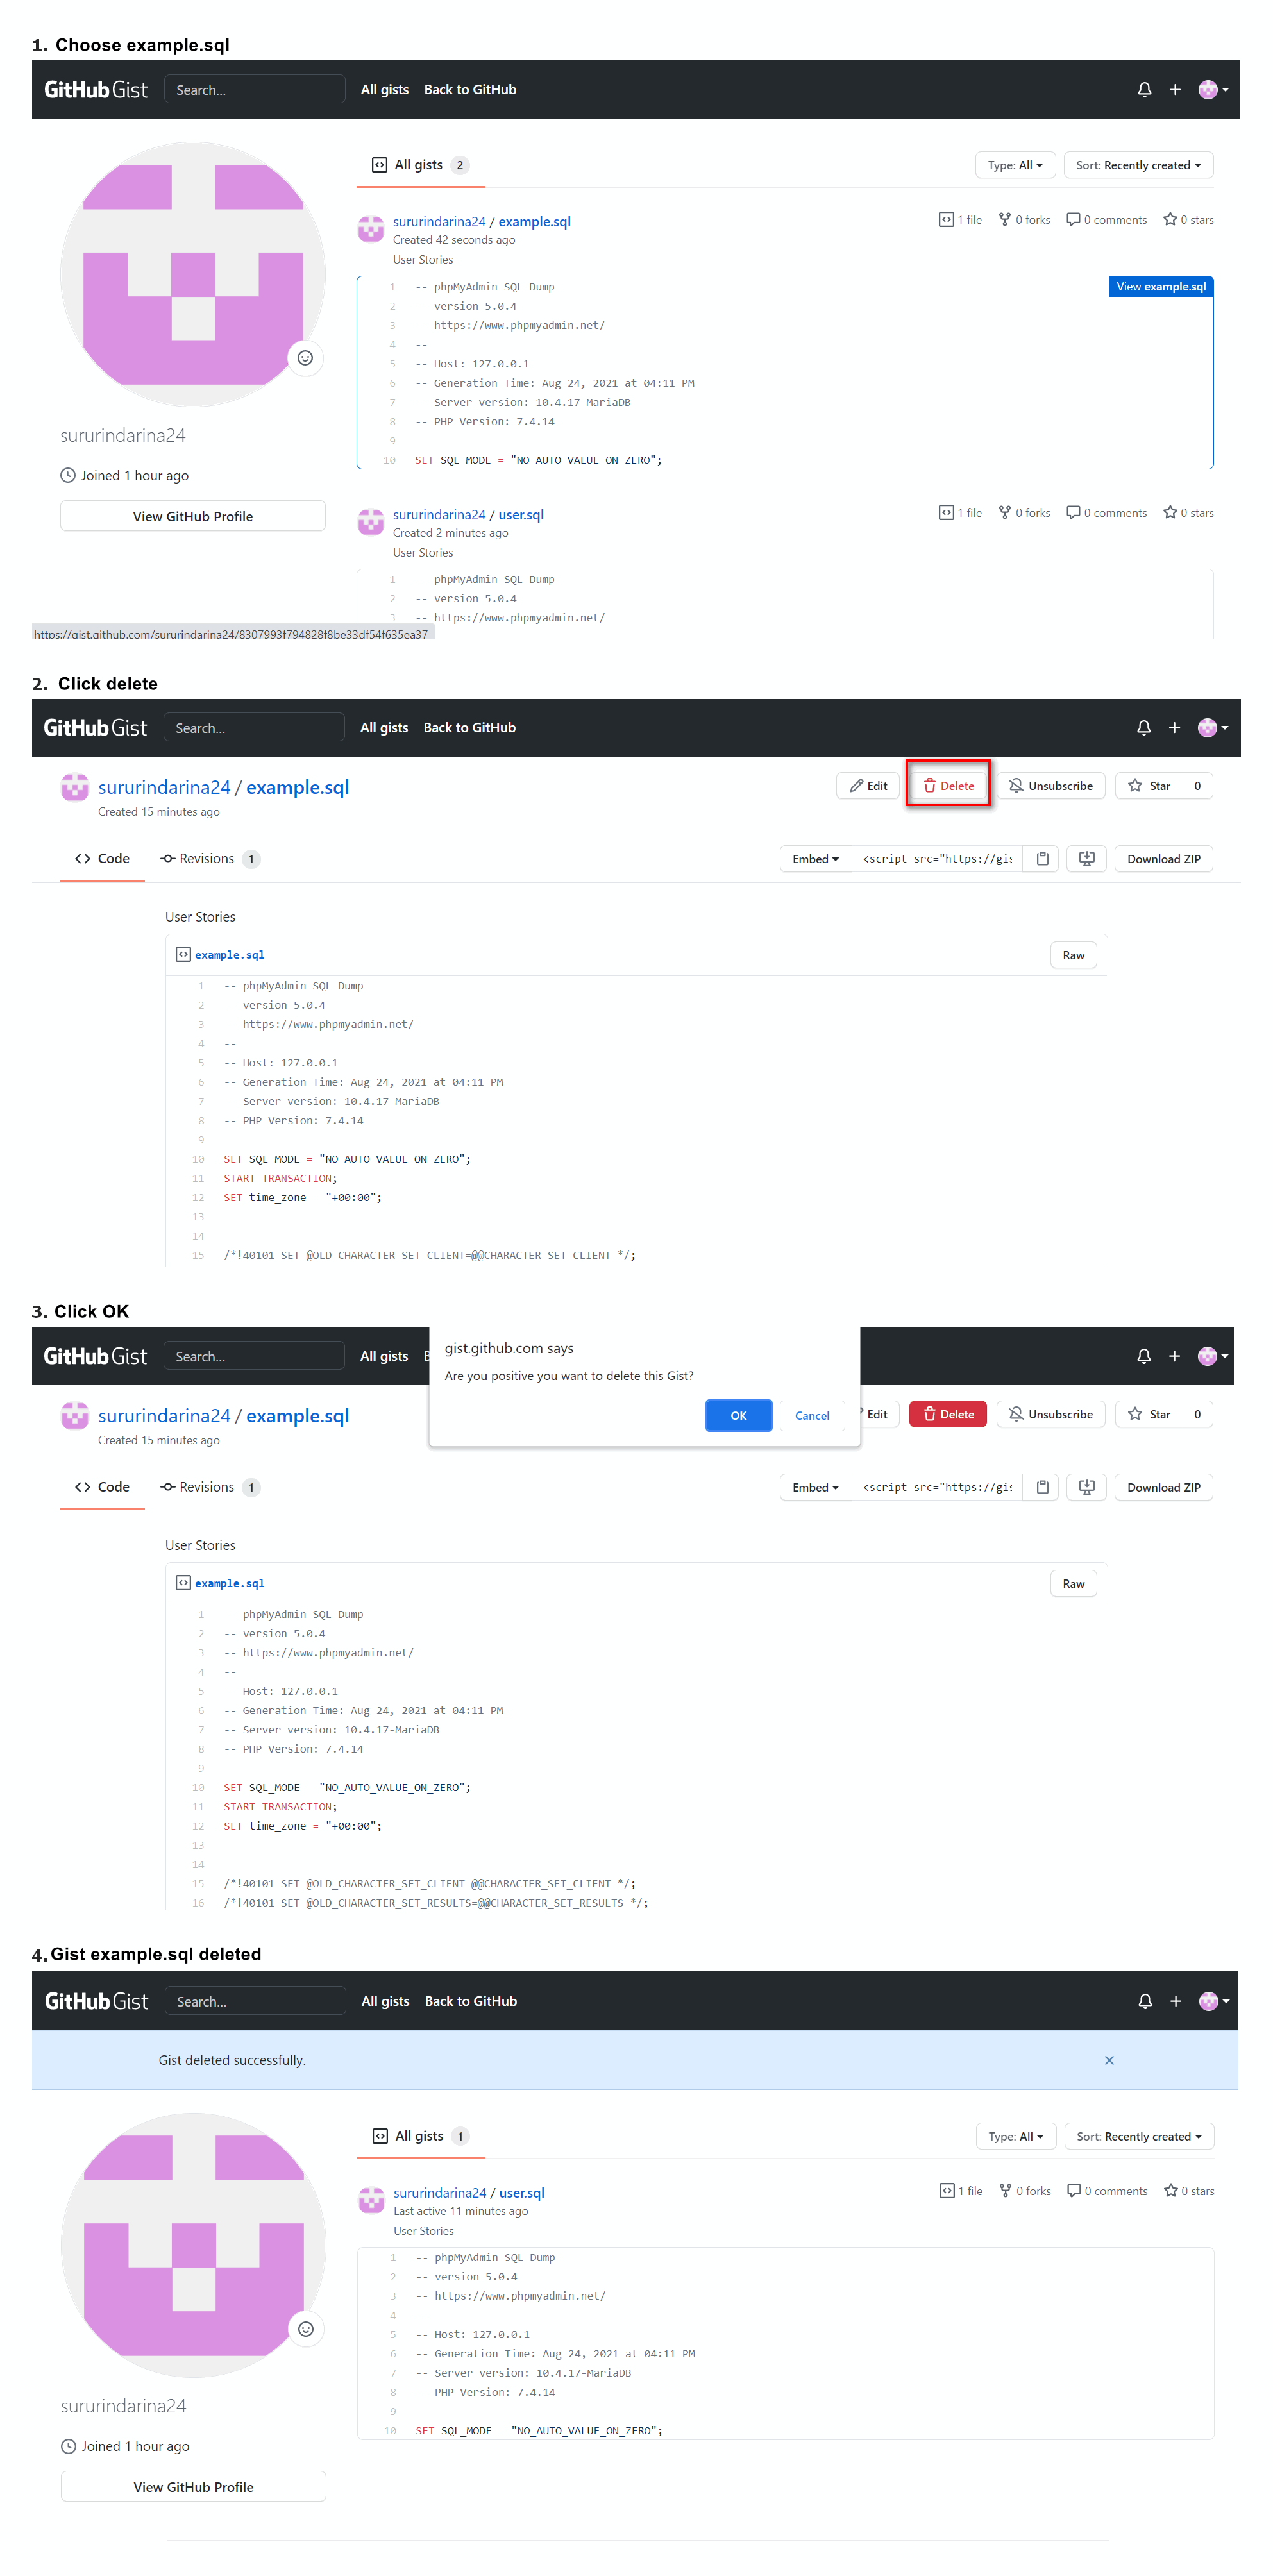 1. Choose example.sql
GitHub Gist Search... All gists Back to GitHub
All gists 2 Type: All Sort: Recently created
sururindarina24 / example.sql 1 file 0 forks 0 comments 0 stars
Created 42 seconds ago
User Stories
1 -- phpMyAdmin SQL Dump View example.sql
2 -- version 5.0.4
3 -- https://www.phpmyadmin.net/
4 --
5 -- Host: 127.0.0.1
6 -- Generation Time: Aug 24, 2021 at 04:11 PM
7 -- Server version: 10.4.17-MariaDB
8 -- PHP Version: 7.4.14
9
10 SET SQL_MODE = "NO_AUTO_VALUE_ON_ZERO";
sururindarina24
Joined 1 hour ago
View GitHub Profile
sururindarina24 / user.sql 1 file 0 forks 0 comments 0 stars
Created 2 minutes ago
User Stories
1 -- phpMyAdmin SQL Dump
2 -- version 5.0.4
3 -- https://www.phpmyadmin.net/
https://gist.github.com/sururindarina24/8307993f794828f8be33df54f635ea37
2. Click delete
GitHub Gist Search... All gists Back to GitHub
sururindarina24 / example.sql Edit Delete Unsubscribe Star 0
Created 15 minutes ago
Code Revisions 1 Embed <script src="https://gis Download ZIP
User Stories
example.sql Raw
1 -- phpMyAdmin SQL Dump
2 -- version 5.0.4
3 -- https://www.phpmyadmin.net/
4 --
5 -- Host: 127.0.0.1
6 -- Generation Time: Aug 24, 2021 at 04:11 PM
7 -- Server version: 10.4.17-MariaDB
8 -- PHP Version: 7.4.14
9
10 SET SQL_MODE = "NO_AUTO_VALUE_ON_ZERO";
11 START TRANSACTION;
12 SET time_zone = "+00:00";
13
14
15 /*!40101 SET @OLD_CHARACTER_SET_CLIENT=@@CHARACTER_SET_CLIENT */;
3. Click OK
GitHub Gist Search... All gists B
gist.github.com says
Are you positive you want to delete this Gist?
OK Cancel
sururindarina24 / example.sql Edit Delete Unsubscribe Star 0
Created 15 minutes ago
Code Revisions 1 Embed <script src="https://gis Download ZIP
User Stories
example.sql Raw
1 -- phpMyAdmin SQL Dump
2 -- version 5.0.4
3 -- https://www.phpmyadmin.net/
4 --
5 -- Host: 127.0.0.1
6 -- Generation Time: Aug 24, 2021 at 04:11 PM
7 -- Server version: 10.4.17-MariaDB
8 -- PHP Version: 7.4.14
9
10 SET SQL_MODE = "NO_AUTO_VALUE_ON_ZERO";
11 START TRANSACTION;
12 SET time_zone = "+00:00";
13
14
15 /*!40101 SET @OLD_CHARACTER_SET_CLIENT=@@CHARACTER_SET_CLIENT */;
16 /*!40101 SET @OLD_CHARACTER_SET_RESULTS=@@CHARACTER_SET_RESULTS */;
4. Gist example.sql deleted
GitHub Gist Search... All gists Back to GitHub
Gist deleted successfully.
All gists 1 Type: All Sort: Recently created
sururindarina24 / user.sql 1 file 0 forks 0 comments 0 stars
Last active 11 minutes ago
User Stories
1 -- phpMyAdmin SQL Dump
2 -- version 5.0.4
3 -- https://www.phpmyadmin.net/
4 --
5 -- Host: 127.0.0.1
6 -- Generation Time: Aug 24, 2021 at 04:11 PM
7 -- Server version: 10.4.17-MariaDB
8 -- PHP Version: 7.4.14
9
10 SET SQL_MODE = "NO_AUTO_VALUE_ON_ZERO";
sururindarina24
Joined 1 hour ago
View GitHub Profile